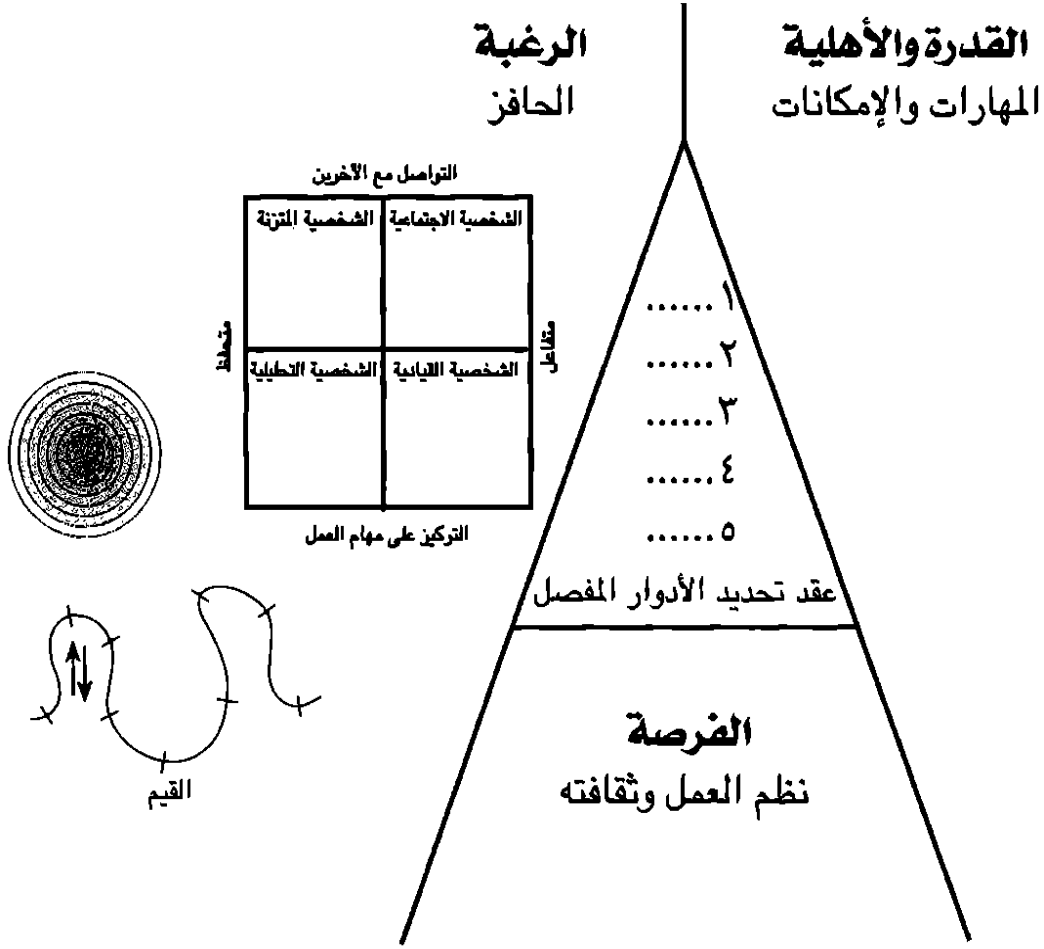 القدرة والأهلية
المهارات والإمكانات
الرغبة
الحافز
التواصل مع الآخرين
الشخصية الاجتماعية
الشخصية المتزنة
متفاعل
متحفظ
الشخصية القيادية
الشخصية التحليلية
التركيز على مهام العمل
١......
٢......
٣......
٤......
٥......
عقد تحديد الأدوار المفصل
الفرصة
نظم العمل وثقافته
القيم